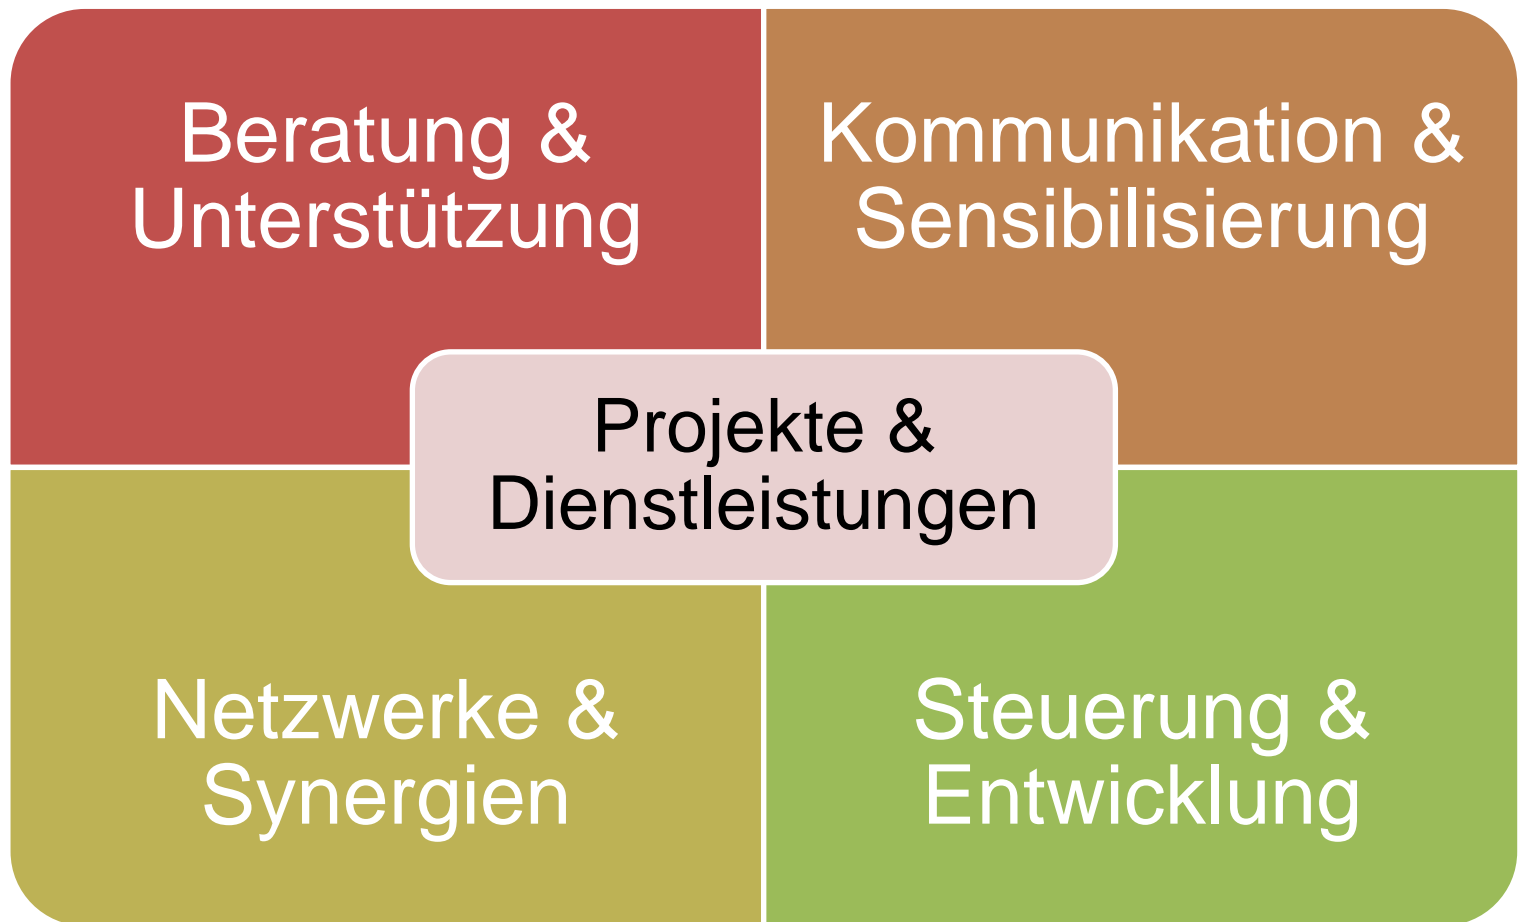 Beratung &
Unterstützung
Kommunikation &
Sensibilisierung
Projekte &
Dienstleistungen
Netzwerke &
Synergien
Steuerung &
Entwicklung